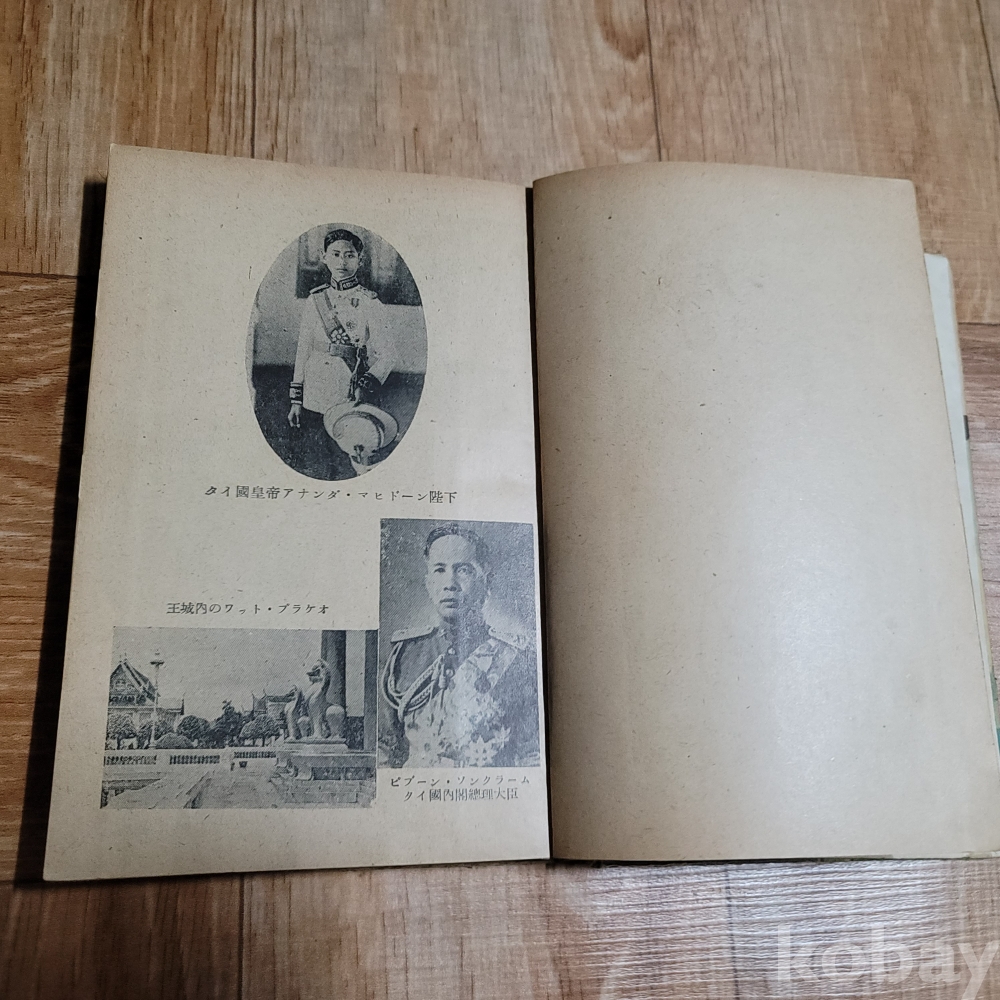 タイ國皇帝アナンダ・マヒドーン陛下
王城内のワット・プラケオ
ピブーン・ソンクラーム
タイ國內閣總理大臣
kobay